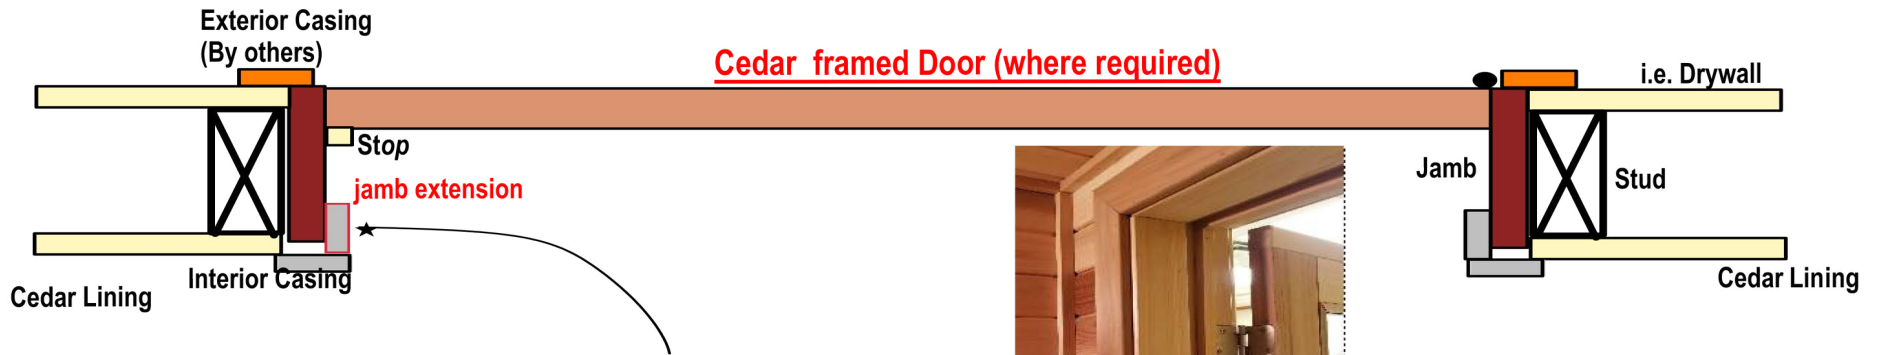 Exterior Casing
(By others)
Cedar framed Door (where required)
i.e. Drywall
Stop
jamb extension
Jamb
Stud
Interior Casing
Cedar Lining
Cedar Lining